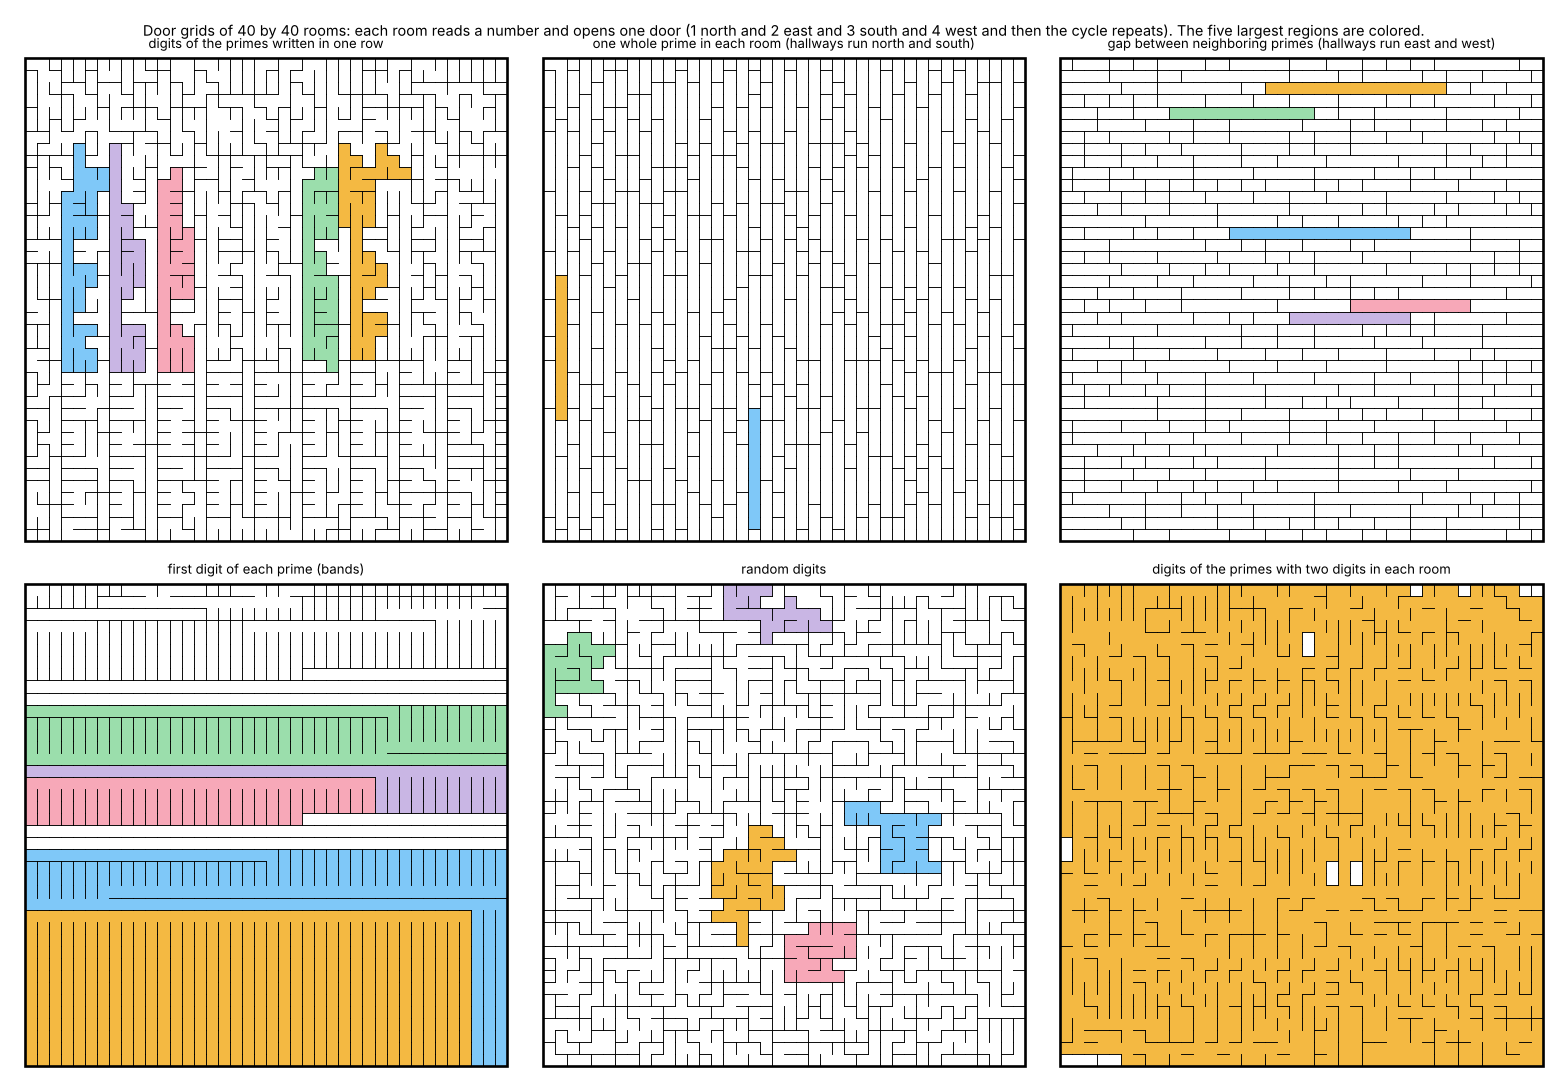 Door grids of 40 by 40 rooms: each room reads a number and opens one door (1 north and 2 east and 3 south and 4 west and then the cycle repeats). The five largest regions are colored.
digits of the primes written in one row
one whole prime in each room (hallways run north and south)
gap between neighboring primes (hallways run east and west)
first digit of each prime (bands)
random digits
digits of the primes with two digits in each room